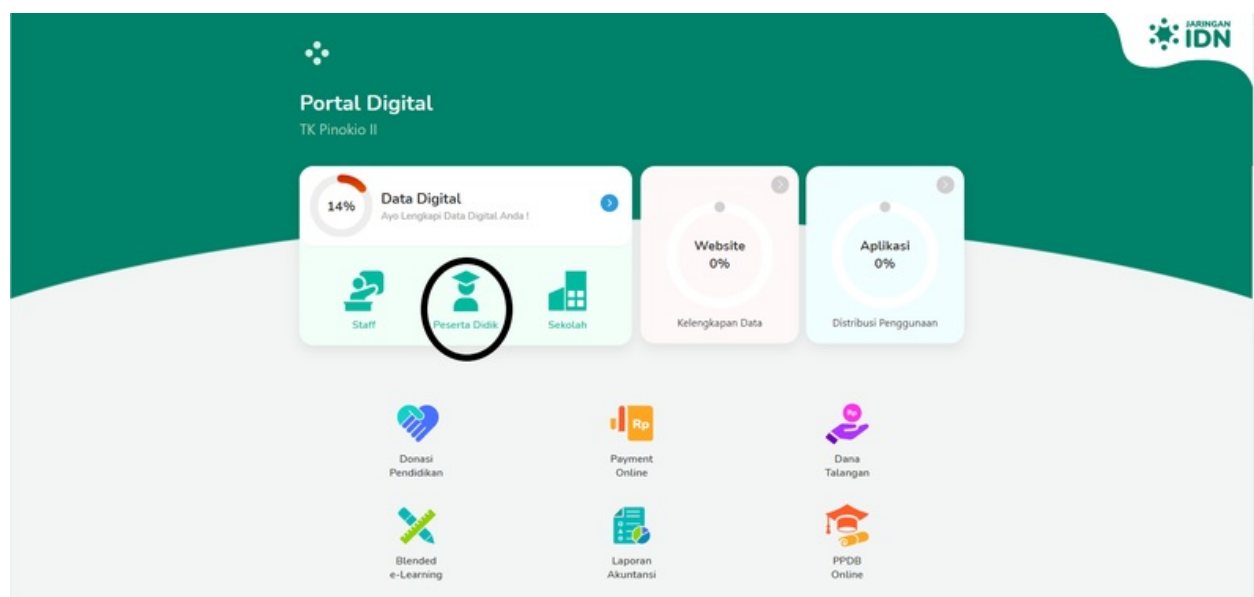 JARINGAN
IDN
Portal Digital
TK Pinokio II
14%
Data Digital
Ayo Lengkapi Data Digital Anda !
Staff
Peserta Didik
Sekolah
Website
0%
Kelengkapan Data
Aplikasi
0%
Distribusi Penggunaan
Donasi
Pendidikan
Payment
Online
Rp
Dana
Talangan
Rp
Blended
e-Learning
Laporan
Akuntansi
PPDB
Online